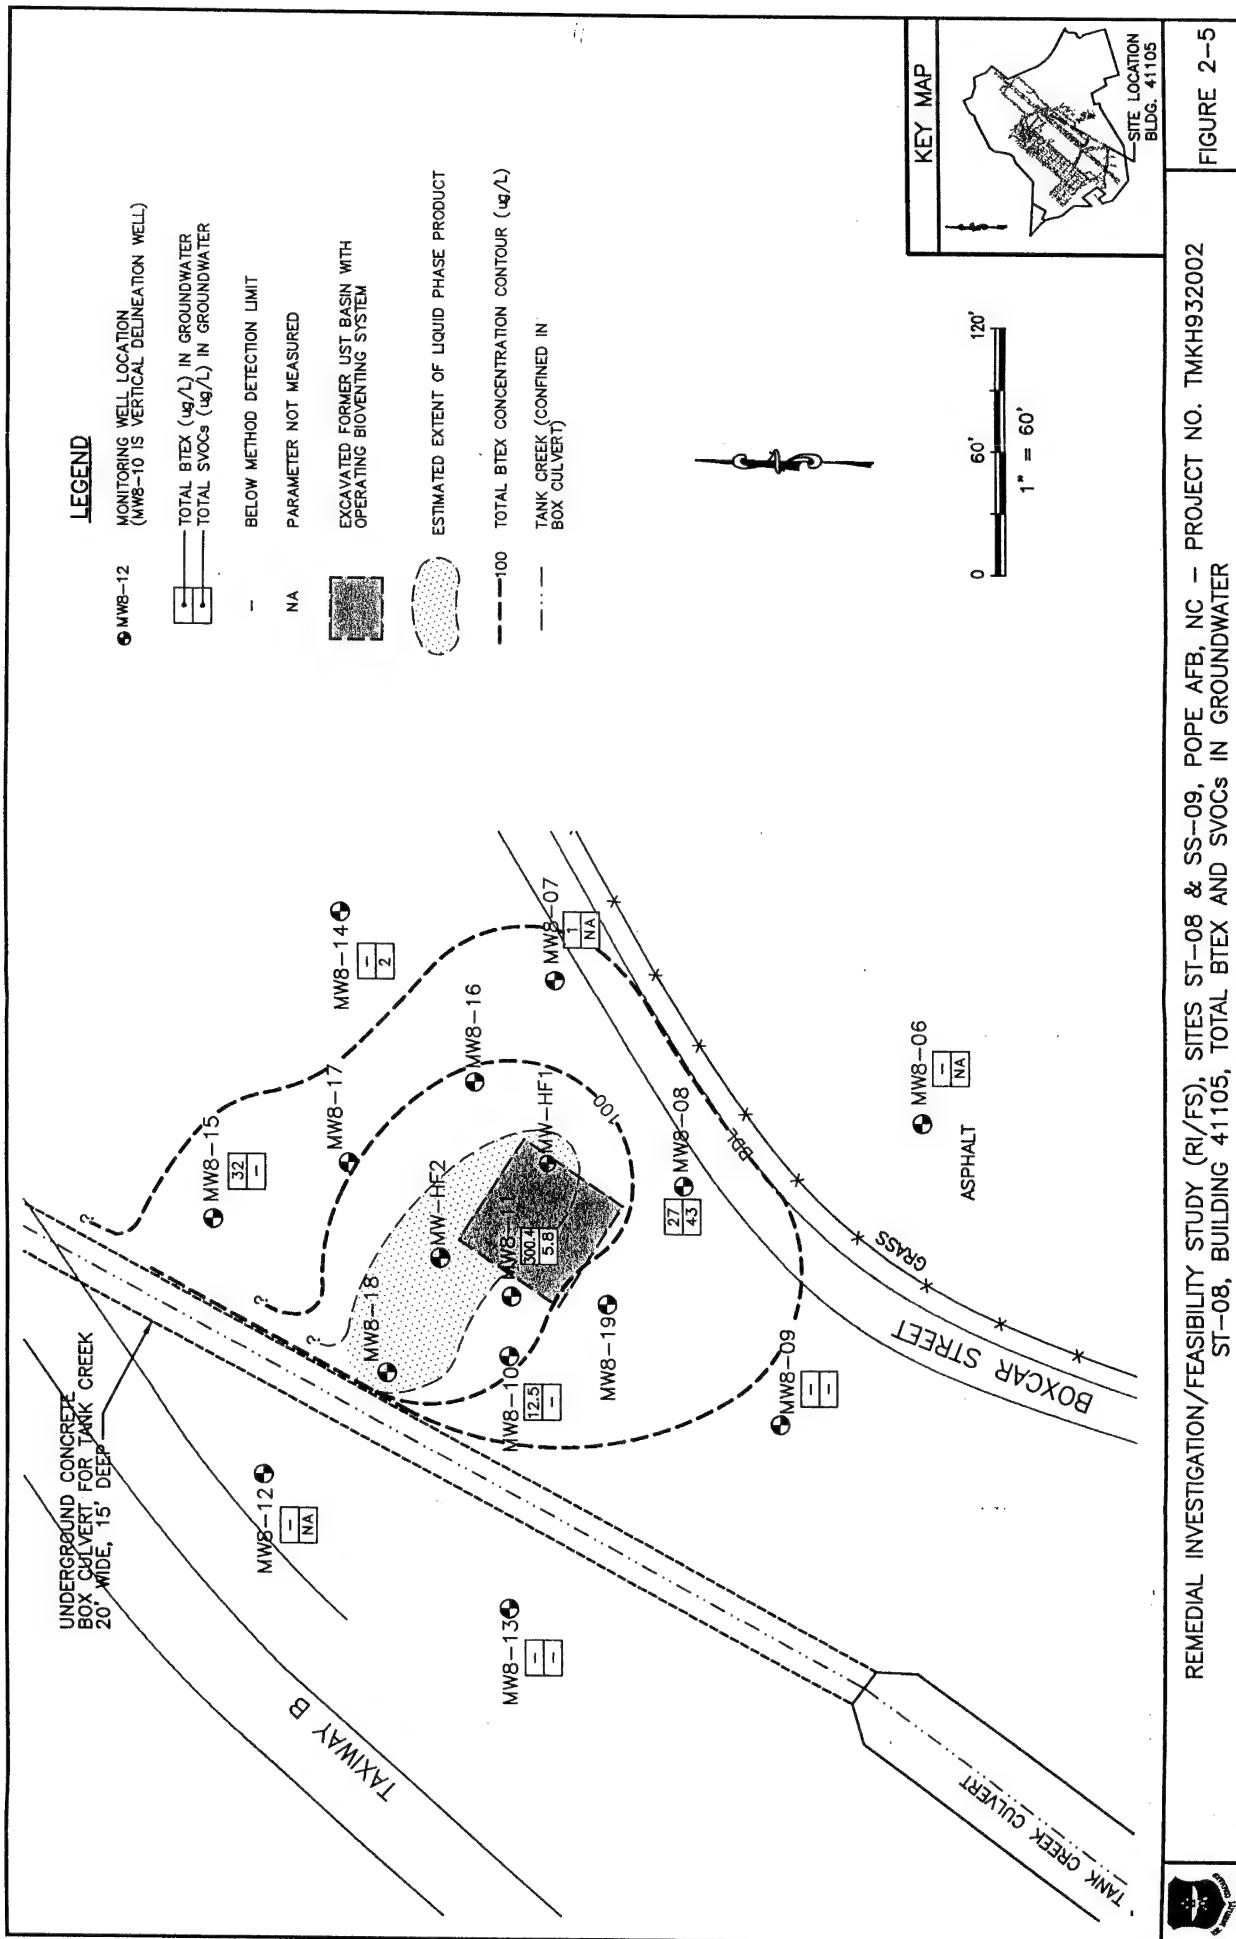 UNDERGROUND CONCRETE
BOX CULVERT FOR TANK CREEK
20' WIDE, 15' DEEP
TAXIWAY B
MW8-12
-
NA
MW8-13
-
-
MW8-15
32
-
MW8-14
-
2
MW8-17
MW8-16
MW8-18
MW-HF2
MW-HF1
MW8-11
300.4
5.8
MW8-10
12.5
-
MW8-19
MW8-07
1
NA
MW8-08
27
43
MW8-09
-
-
MW8-06
-
NA
?
?
?
100
BDL
GRASS
ASPHALT
BOXCAR STREET
TANK CREEK CULVERT
LEGEND
MW8-12
MONITORING WELL LOCATION
(MW8-10 IS VERTICAL DELINEATION WELL)
TOTAL BTEX (ug/L) IN GROUNDWATER
TOTAL SVOCs (ug/L) IN GROUNDWATER
- BELOW METHOD DETECTION LIMIT
NA PARAMETER NOT MEASURED
EXCAVATED FORMER UST BASIN WITH
OPERATING BIOVENTING SYSTEM
ESTIMATED EXTENT OF LIQUID PHASE PRODUCT
100 TOTAL BTEX CONCENTRATION CONTOUR (ug/L)
TANK CREEK (CONFINED IN
BOX CULVERT)
0 60' 120'
1" = 60'
KEY MAP
SITE LOCATION
BLDG. 41105
REMEDIAL INVESTIGATION/FEASIBILITY STUDY (RI/FS), SITES ST-08 & SS-09, POPE AFB, NC - PROJECT NO. TMKH932002
ST-08, BUILDING 41105, TOTAL BTEX AND SVOCs IN GROUNDWATER
FIGURE 2-5